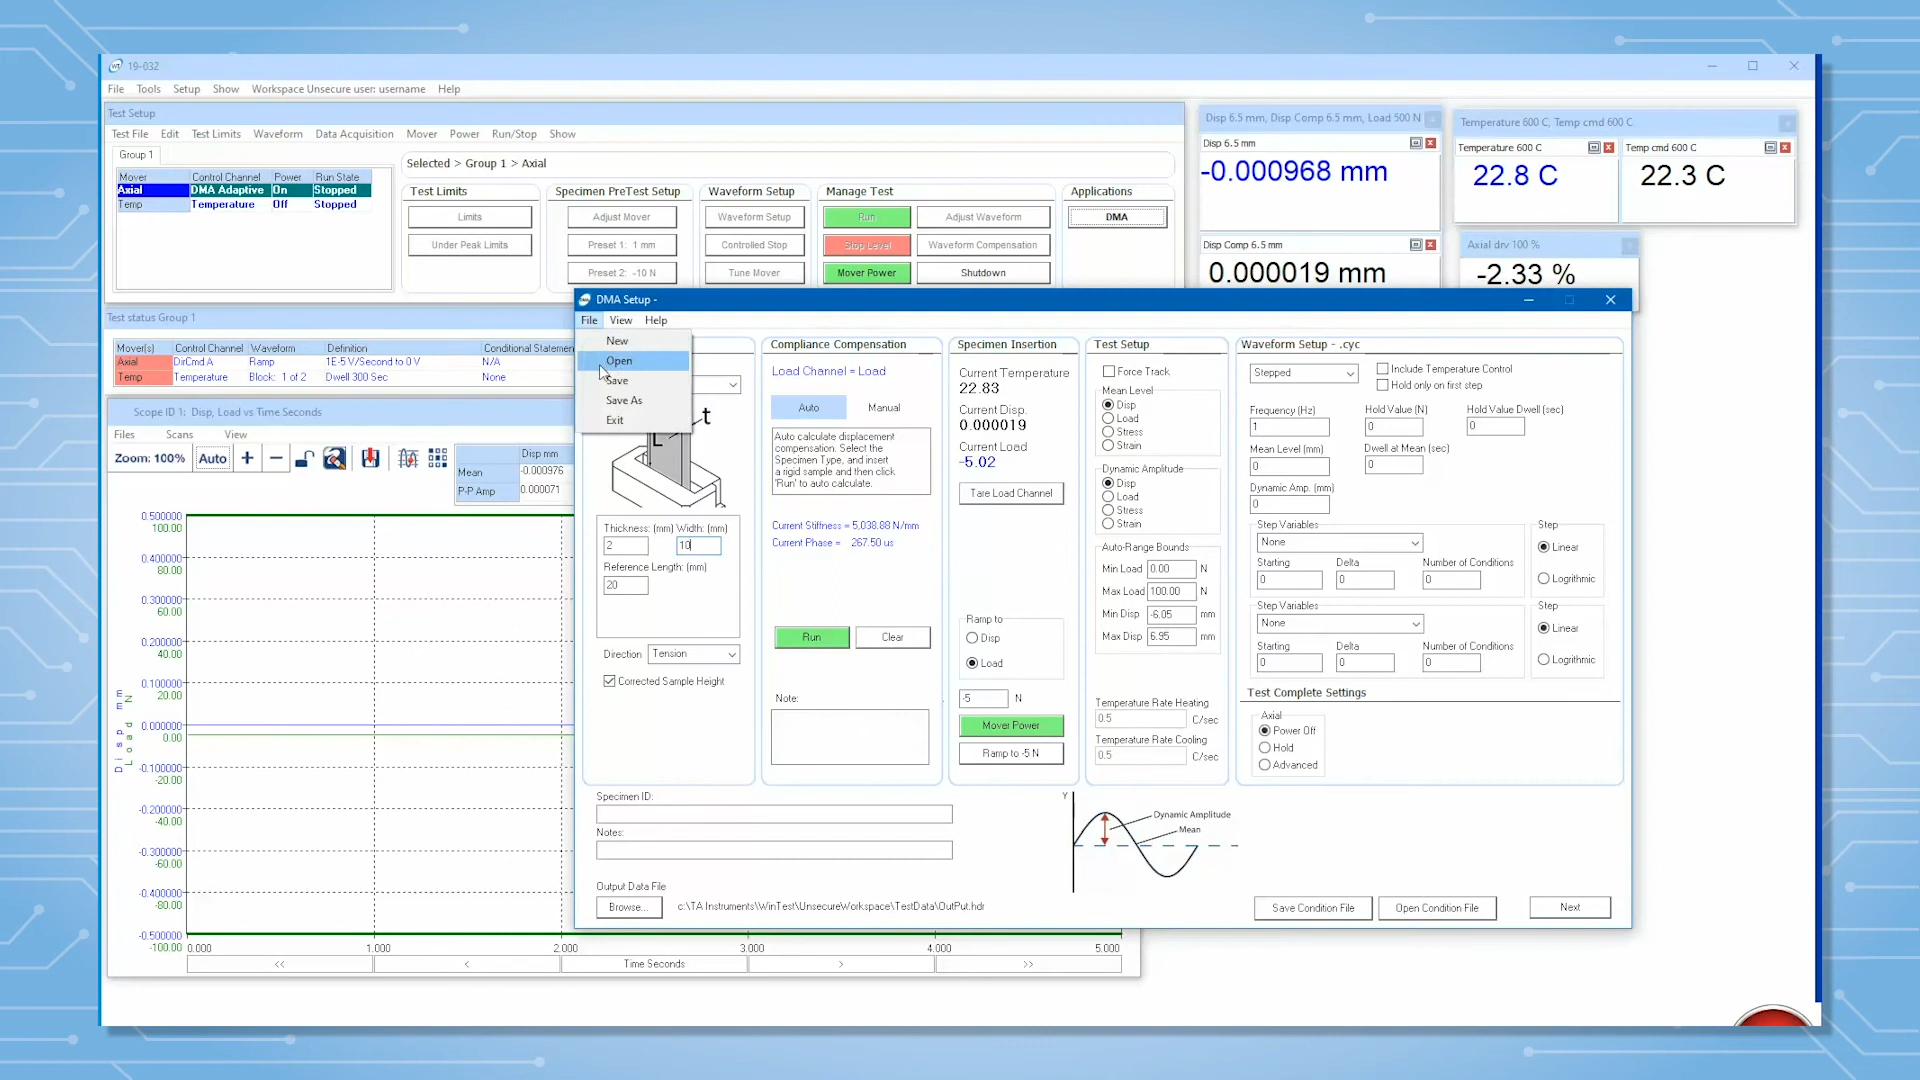 19-032
File Tools Setup Show Workspace Unsecure user: username Help
Test Setup
Test File Edit Test Limits Waveform Data Acquisition Mover Power Run/Stop Show
Group 1
Mover Control Channel Power Run State
Axial DMA Adaptive On Stopped
Temp Temperature Off Stopped
Selected > Group 1 > Axial
Test Limits
Limits
Under Peak Limits
Specimen PreTest Setup
Adjust Mover
Preset 1: 1 mm
Preset 2: -10 N
Waveform Setup
Waveform Setup
Controlled Stop
Tune Mover
Manage Test
Run Adjust Waveform
Stop Level Waveform Compensation
Mover Power Shutdown
Applications
DMA
Disp 6.5 mm, Disp Comp 6.5 mm, Load 500 N
Disp 6.5 mm
-0.000968 mm
Disp Comp 6.5 mm
0.000019 mm
Temperature 600 C, Temp cmd 600 C
Temperature 600 C
22.8 C
Temp cmd 600 C
22.3 C
Axial drv 100 %
-2.33 %
Test status Group 1
Mover(s) Control Channel Waveform Definition Conditional Statemen
Axial DirCmd A Ramp 1E-5 V/Second to 0 V N/A
Temp Temperature Block: 1 of 2 Dwell 300 Sec None
Scope ID 1: Disp, Load vs Time Seconds
Files Scans View
Zoom: 100% Auto + −
Disp mm
Mean -0.000976
P-P Amp 0.000071
0.500000
100.00
0.400000
80.00
0.300000
60.00
0.200000
40.00
0.100000
20.00
0.000000
0.00
-0.100000
-20.00
-0.200000
-40.00
-0.300000
-60.00
-0.400000
-80.00
-0.500000
-100.00
Disp mm
Load N
0.000 1.000 2.000 3.000 4.000 5.000
<< < Time Seconds > >>
DMA Setup -
File View Help
New
Open
Save
Save As
Exit
t
L
Thickness: (mm) Width: (mm)
2 10
Reference Length: (mm)
20
Direction Tension
Corrected Sample Height
Compliance Compensation
Load Channel = Load
Auto Manual
Auto calculate displacement
compensation. Select the
Specimen Type, and insert
a rigid sample and then click
'Run' to auto calculate.
Current Stiffness = 5,038.88 N/mm
Current Phase = 267.50 us
Run Clear
Note:
Specimen Insertion
Current Temperature
22.83
Current Disp.
0.000019
Current Load
-5.02
Tare Load Channel
Ramp to
Disp
Load
-5 N
Mover Power
Ramp to -5 N
Test Setup
Force Track
Mean Level
Disp
Load
Stress
Strain
Dynamic Amplitude
Disp
Load
Stress
Strain
Auto-Range Bounds
Min Load 0.00 N
Max Load 100.00 N
Min Disp -6.05 mm
Max Disp 6.95 mm
Temperature Rate Heating
0.5 C/sec
Temperature Rate Cooling
0.5 C/sec
Waveform Setup - .cyc
Stepped
Include Temperature Control
Hold only on first step
Frequency (Hz) Hold Value (N) Hold Value Dwell (sec)
1 0 0
Mean Level (mm) Dwell at Mean (sec)
0 0
Dynamic Amp. (mm)
0
Step Variables
None
Starting Delta Number of Conditions
0 0 0
Step
Linear
Logrithmic
Step Variables
None
Starting Delta Number of Conditions
0 0 0
Step
Linear
Logrithmic
Test Complete Settings
Axial
Power Off
Hold
Advanced
Specimen ID:
Notes:
Output Data File
Browse... c:\TA Instruments\WinTest\UnsecureWorkspace\TestData\OutPut.hdr
Y
Dynamic Amplitude
Mean
Save Condition File Open Condition File Next